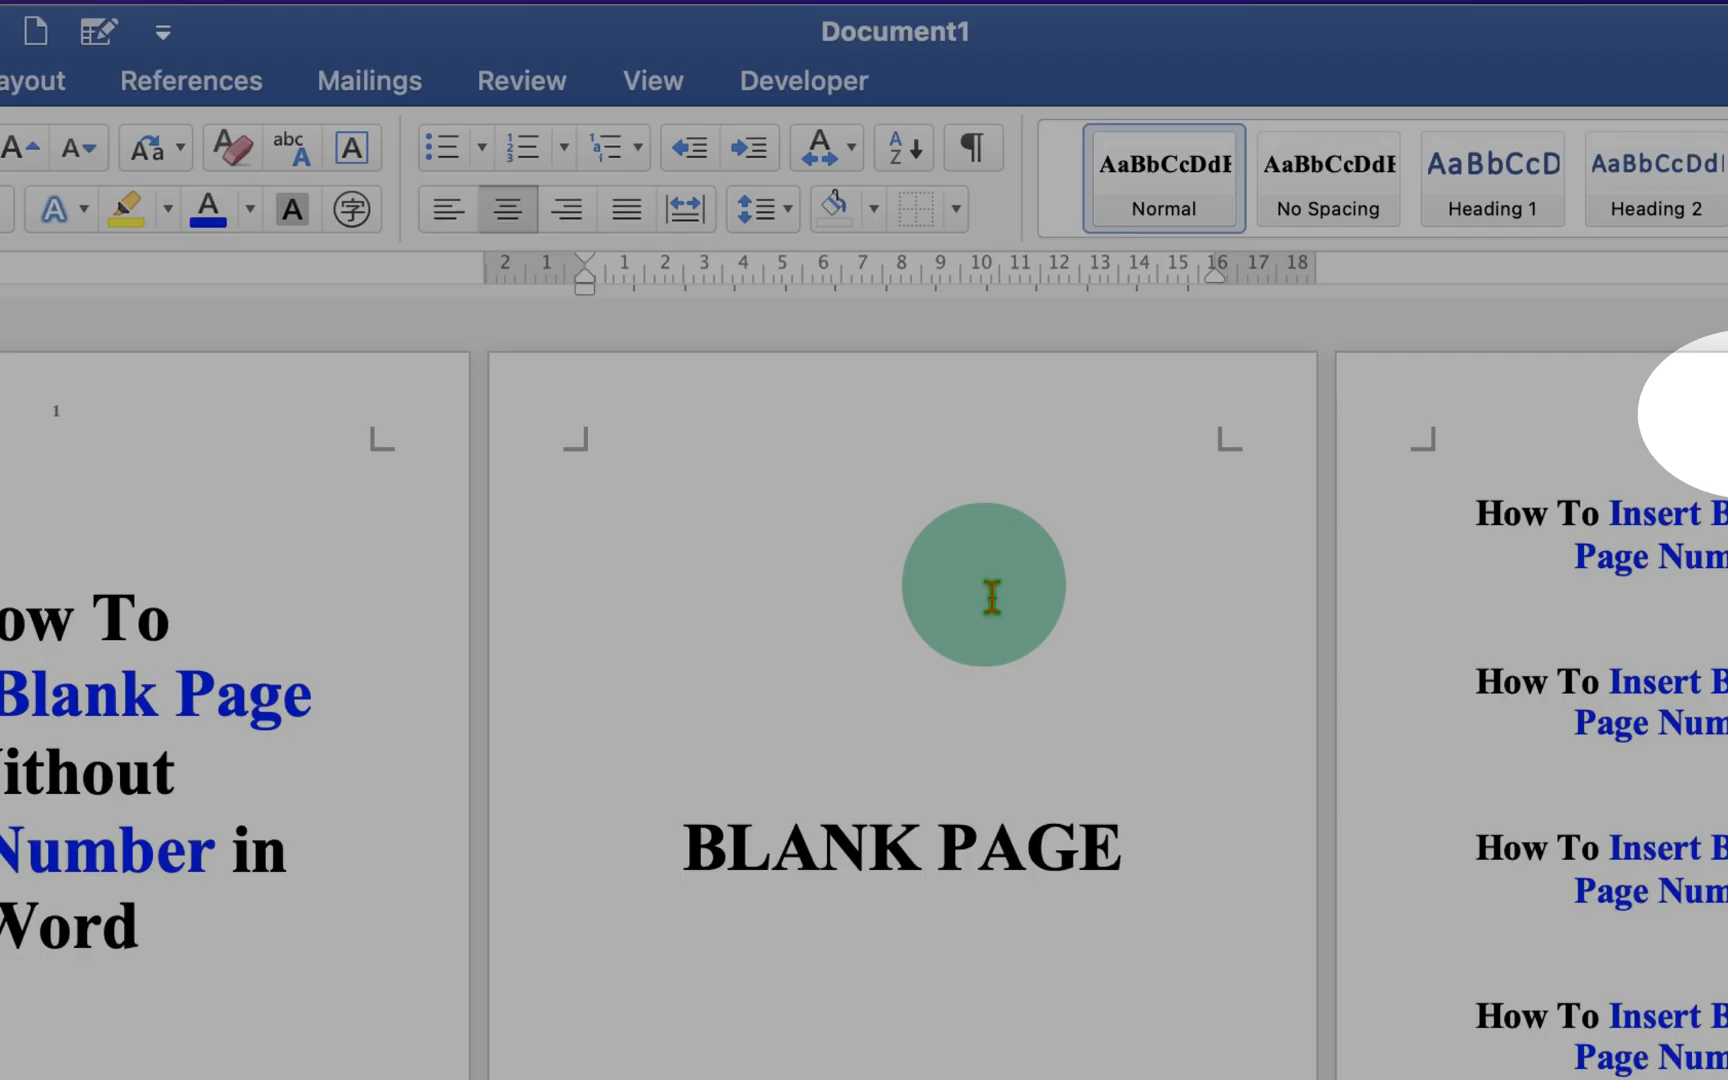 Document1
ayout References Mailings Review View Developer
A A Aa A abc A A A A Z ¶
A A A 字
AaBbCcDdE AaBbCcDdE AaBbCcD AaBbCcDd
Normal No Spacing Heading 1 Heading 2
2 1 1 2 3 4 5 6 7 8 9 10 11 12 13 14 15 16 17 18
1
ow To
Blank Page
ithout
Number in
Word
BLANK PAGE
How To Insert B
Page Num
How To Insert B
Page Num
How To Insert B
Page Num
How To Insert B
Page Num